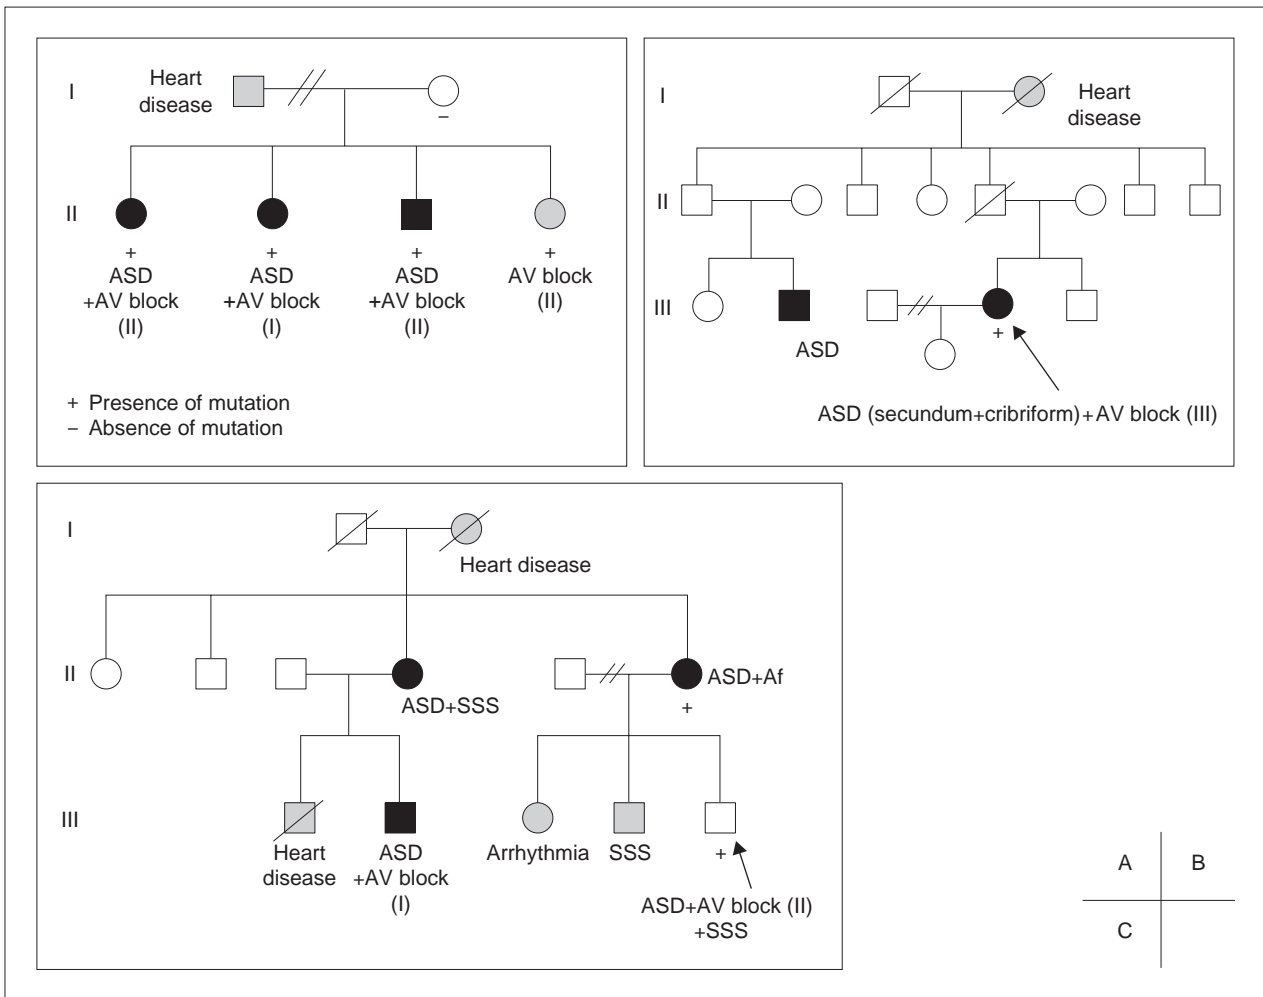 I
Heart
disease
−
II
+
ASD
+AV block
(II)
+
ASD
+AV block
(I)
+
ASD
+AV block
(II)
+
AV block
(II)
+ Presence of mutation
− Absence of mutation
I
Heart
disease
II
III
ASD
+
ASD (secundum+cribriform)+AV block (III)
I
Heart disease
II
ASD+SSS
ASD+Af
+
III
Heart
disease
ASD
+AV block
(I)
Arrhythmia
SSS
+
ASD+AV block (II)
+SSS
A
B
C